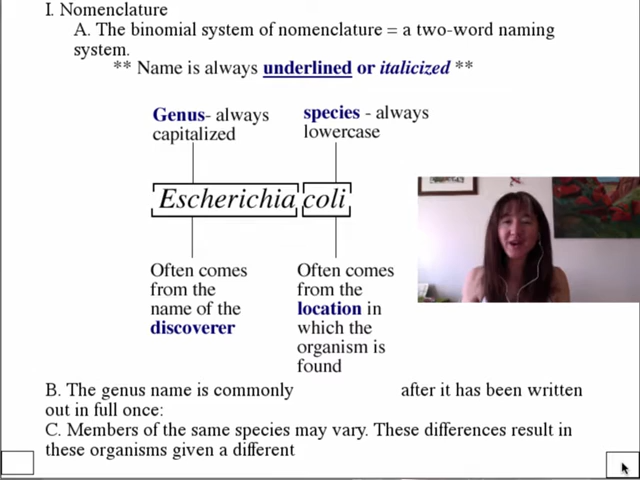 I. Nomenclature
A. The binomial system of nomenclature = a two-word naming
system.
** Name is always underlined or italicized **
Genus- always
capitalized
species - always
lowercase
Escherichia coli
Often comes
from the
name of the
discoverer
Often comes
from the
location in
which the
organism is
found
B. The genus name is commonly after it has been written
out in full once:
C. Members of the same species may vary. These differences result in
these organisms given a different